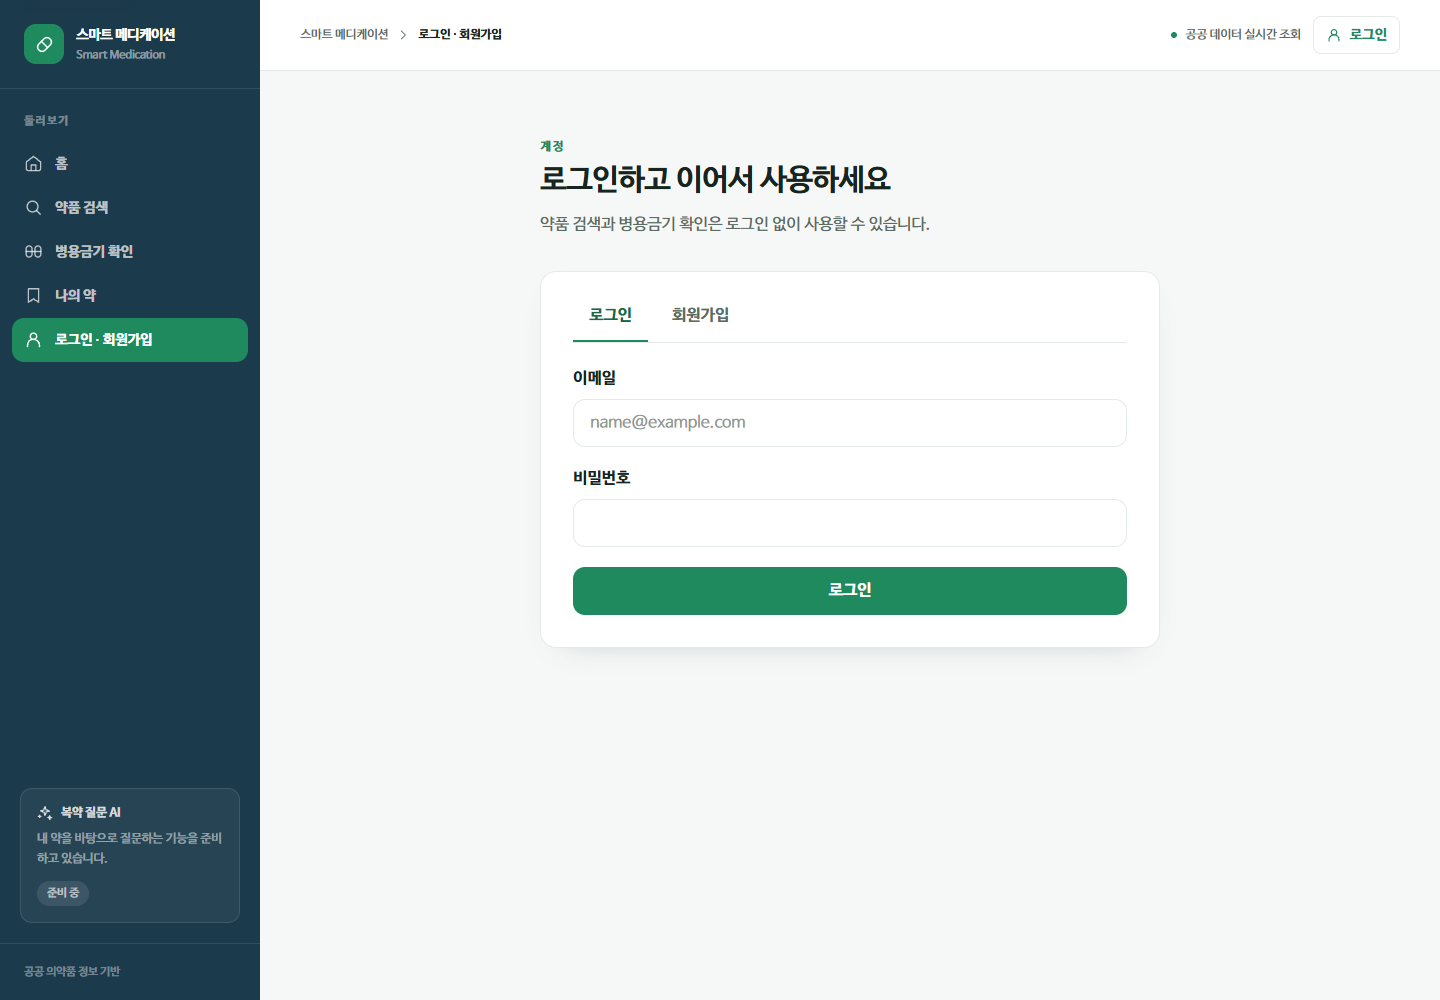 스마트 메디케이션
Smart Medication
둘러보기
홈
약품 검색
병용금기 확인
나의 약
로그인 · 회원가입
복약 질문 AI
내 약을 바탕으로 질문하는 기능을 준비
하고 있습니다.
준비 중
공공 의약품 정보 기반
스마트 메디케이션 > 로그인 · 회원가입
공공 데이터 실시간 조회
로그인
계정
로그인하고 이어서 사용하세요
약품 검색과 병용금기 확인은 로그인 없이 사용할 수 있습니다.
로그인 회원가입
이메일
name@example.com
비밀번호
로그인